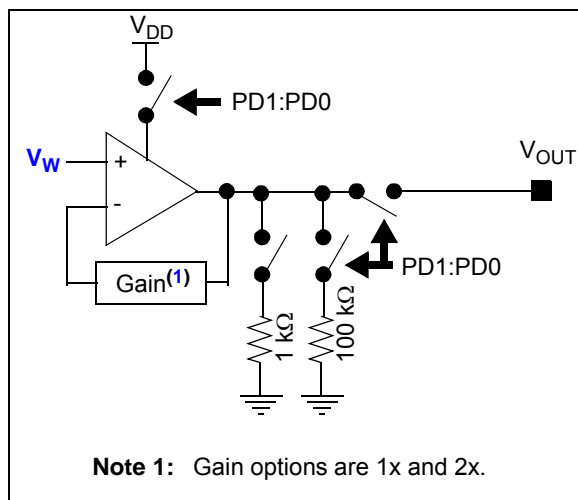 VDD
PD1:PD0
VW
+
-
VOUT
Gain(1)
PD1:PD0
1 kΩ
100 kΩ
Note 1: Gain options are 1x and 2x.